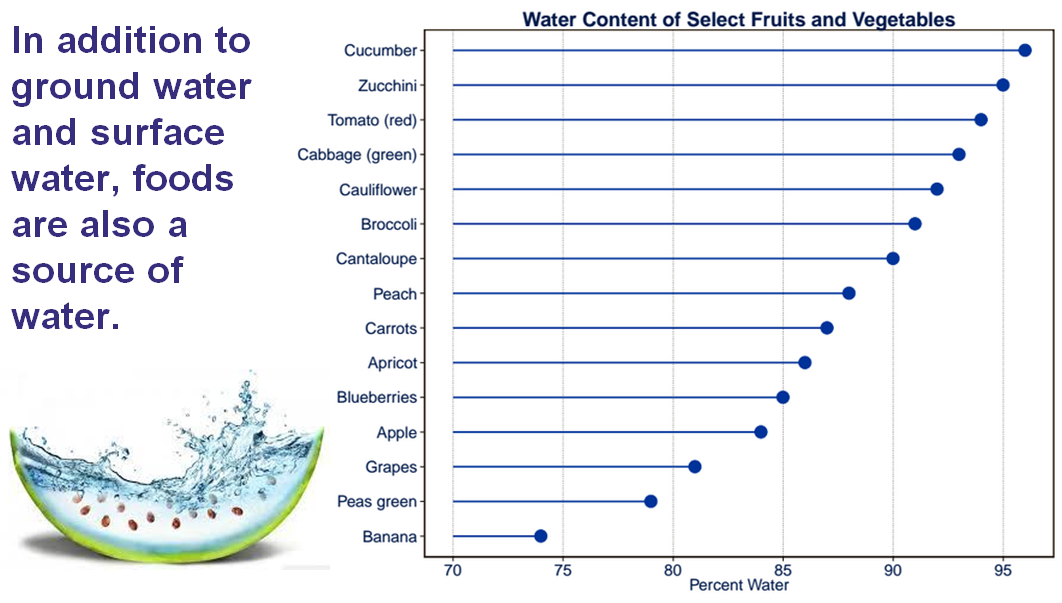 In addition to
ground water
and surface
water, foods
are also a
source of
water.
Water Content of Select Fruits and Vegetables
Cucumber
Zucchini
Tomato (red)
Cabbage (green)
Cauliflower
Broccoli
Cantaloupe
Peach
Carrots
Apricot
Blueberries
Apple
Grapes
Peas green
Banana
70 75 80 85 90 95
Percent Water